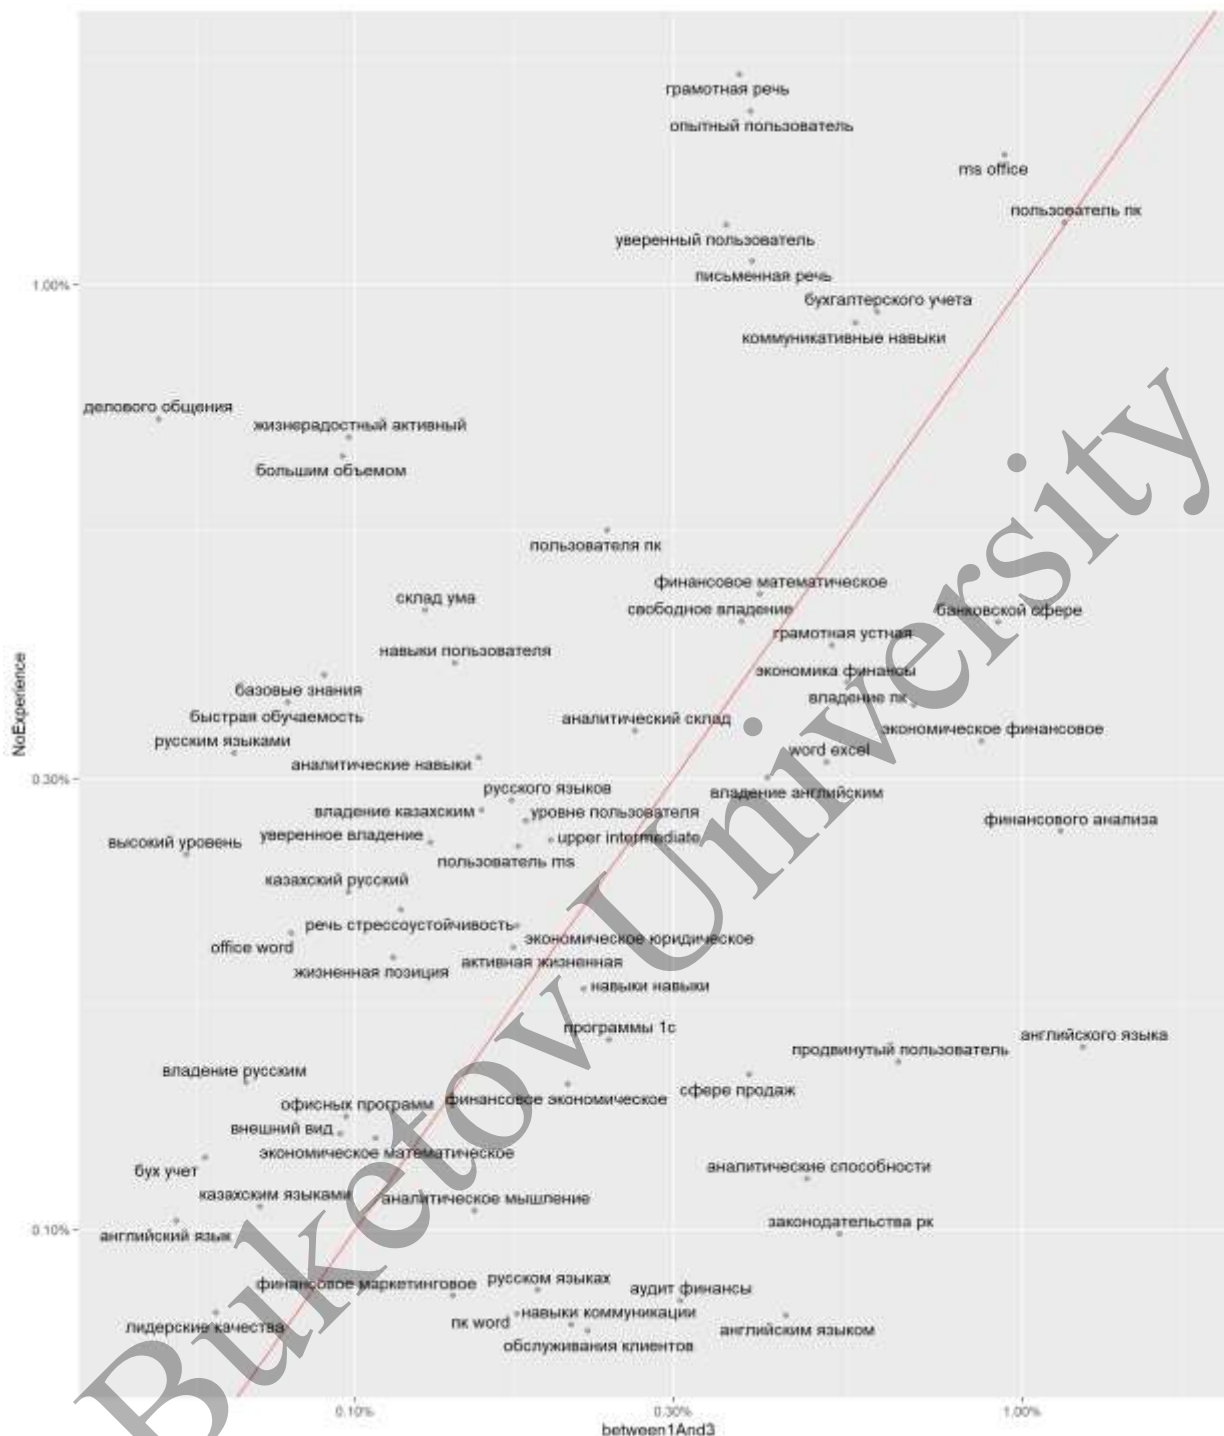 грамотная речь
опытный пользователь
ms office
пользователь пк
уверенный пользователь
письменная речь
1.00%
бухгалтерского учета
коммуникативные навыки
делового общения
жизнерадостный активный
большим объемом
пользователя пк
финансовое математическое
склад ума
свободное владение
банковской сфере
грамотная устная
навыки пользователя
экономика финансы
базовые знания
владение пк
быстрая обучаемость
аналитический склад
экономическое финансовое
русским языками
word excel
аналитические навыки
0.30%
русского языков
владение английским
владение казахским
уровне пользователя
финансового анализа
уверенное владение
upper intermediate
высокий уровень
пользователь ms
казахский русский
речь стрессоустойчивость
экономическое юридическое
office word
активная жизненная
жизненная позиция
навыки навыки
программы 1с
английского языка
продвинутый пользователь
владение русским
сфере продаж
финансовое экономическое
офисных программ
внешний вид
экономическое математическое
бух учет
аналитические способности
казахским языками
аналитическое мышление
законодательства рк
0.10%
английский язык
финансовое маркетинговое
русском языках
аудит финансы
навыки коммуникации
пк word
лидерские качества
английским языком
обслуживания клиентов
NoExperience
0.10%
0.30%
1.00%
between1And3
Buketov University